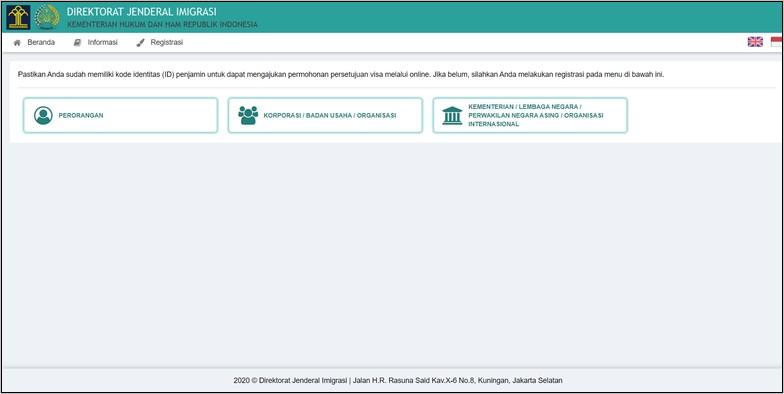 DIREKTORAT JENDERAL IMIGRASI
KEMENTERIAN HUKUM DAN HAM REPUBLIK INDONESIA
Beranda Informasi Registrasi
Pastikan Anda sudah memiliki kode identitas (ID) penjamin untuk dapat mengajukan permohonan persetujuan visa melalui online. Jika belum, silahkan Anda melakukan registrasi pada menu di bawah ini.
PERORANGAN
KORPORASI / BADAN USAHA / ORGANISASI
KEMENTERIAN / LEMBAGA NEGARA /
PERWAKILAN NEGARA ASING / ORGANISASI
INTERNASIONAL
2020 © Direktorat Jenderal Imigrasi | Jalan H.R. Rasuna Said Kav.X-6 No.8, Kuningan, Jakarta Selatan